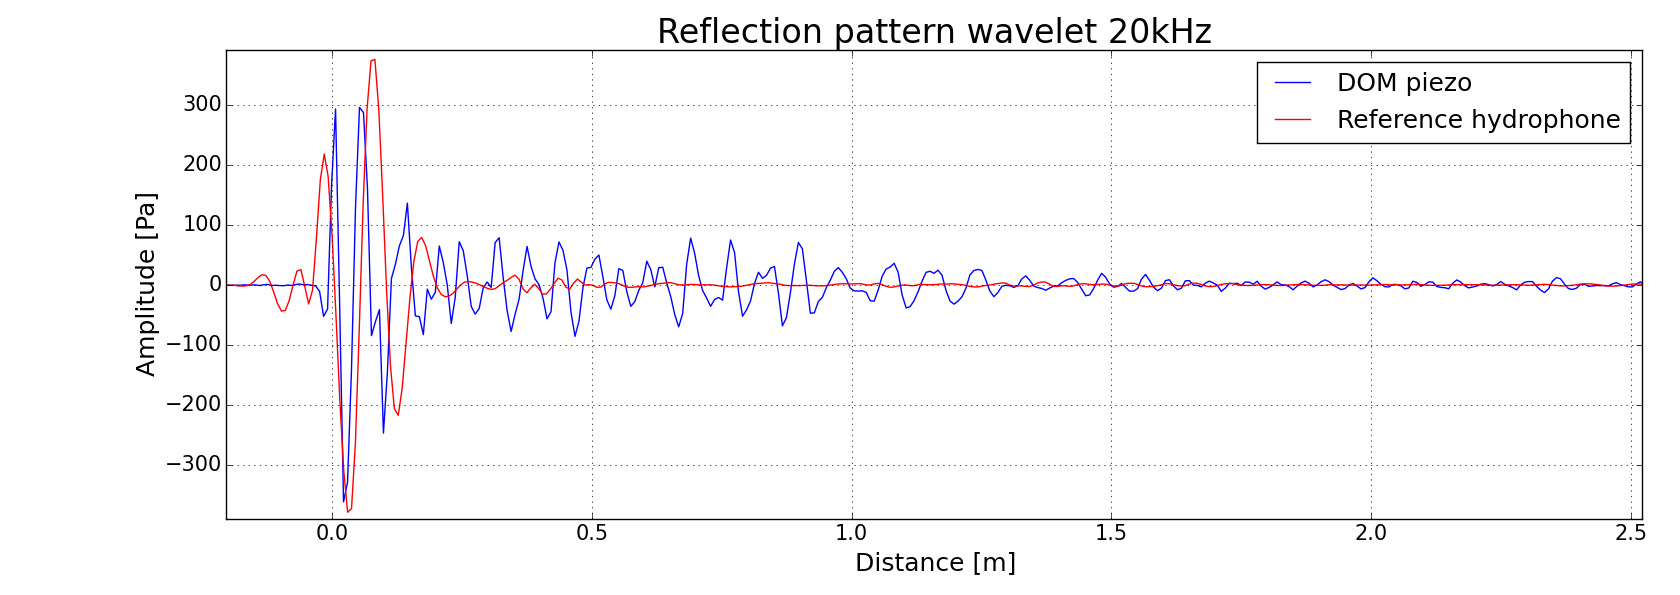 Reflection pattern wavelet 20kHz
DOM piezo
Reference hydrophone
Amplitude [Pa]
300
200
100
0
−100
−200
−300
0.0 0.5 1.0 1.5 2.0 2.5
Distance [m]